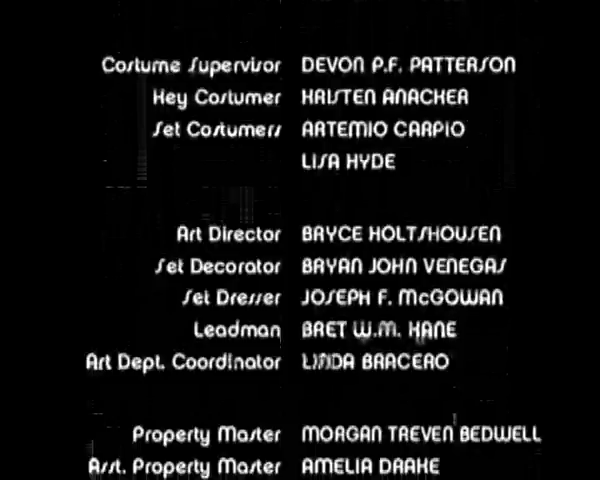 Costume Supervisor DEVON P.F. PATTERSON
Key Costumer KRISTEN ANACKER
Set Costumers ARTEMIO CARPIO
LISA HYDE
Art Director BRYCE HOLTSHOUSEN
Set Decorator BRYAN JOHN VENEGAS
Set Dresser JOSEPH F. McGOWAN
Leadman BRET W.M. KANE
Art Dept. Coordinator LINDA BRACERO
Property Master MORGAN TREVEN BEDWELL
Asst. Property Master AMELIA DRAKE